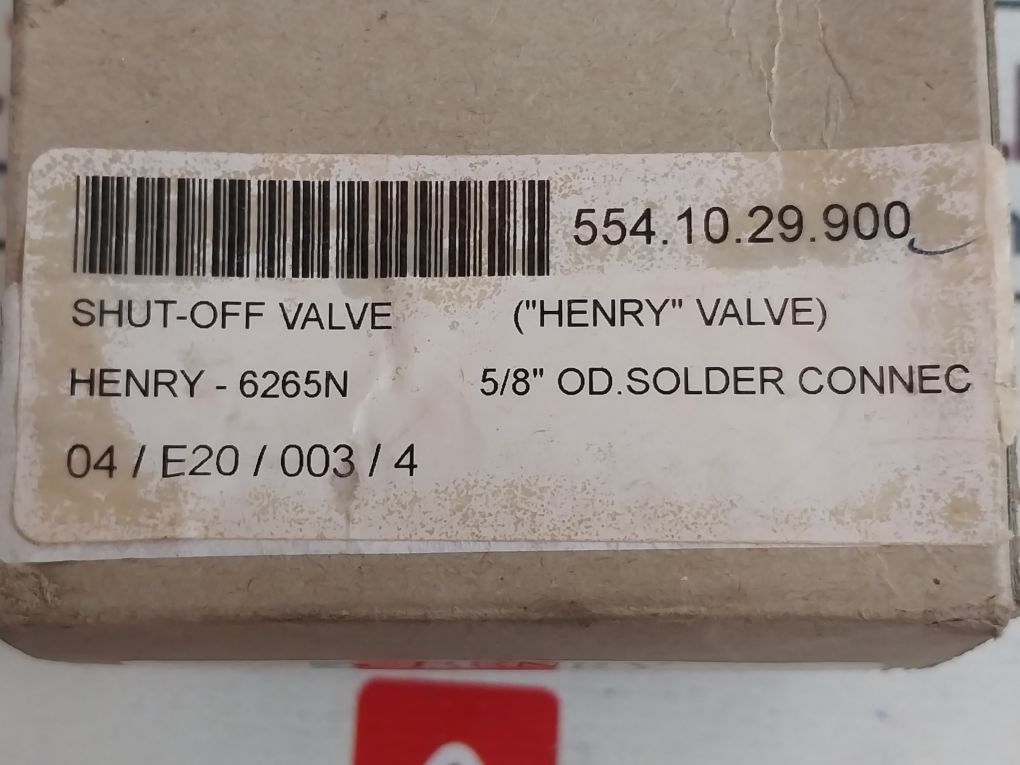 554.10.29.900
SHUT-OFF VALVE ("HENRY" VALVE)
HENRY - 6265N 5/8" OD.SOLDER CONNEC
04 / E20 / 003 / 4